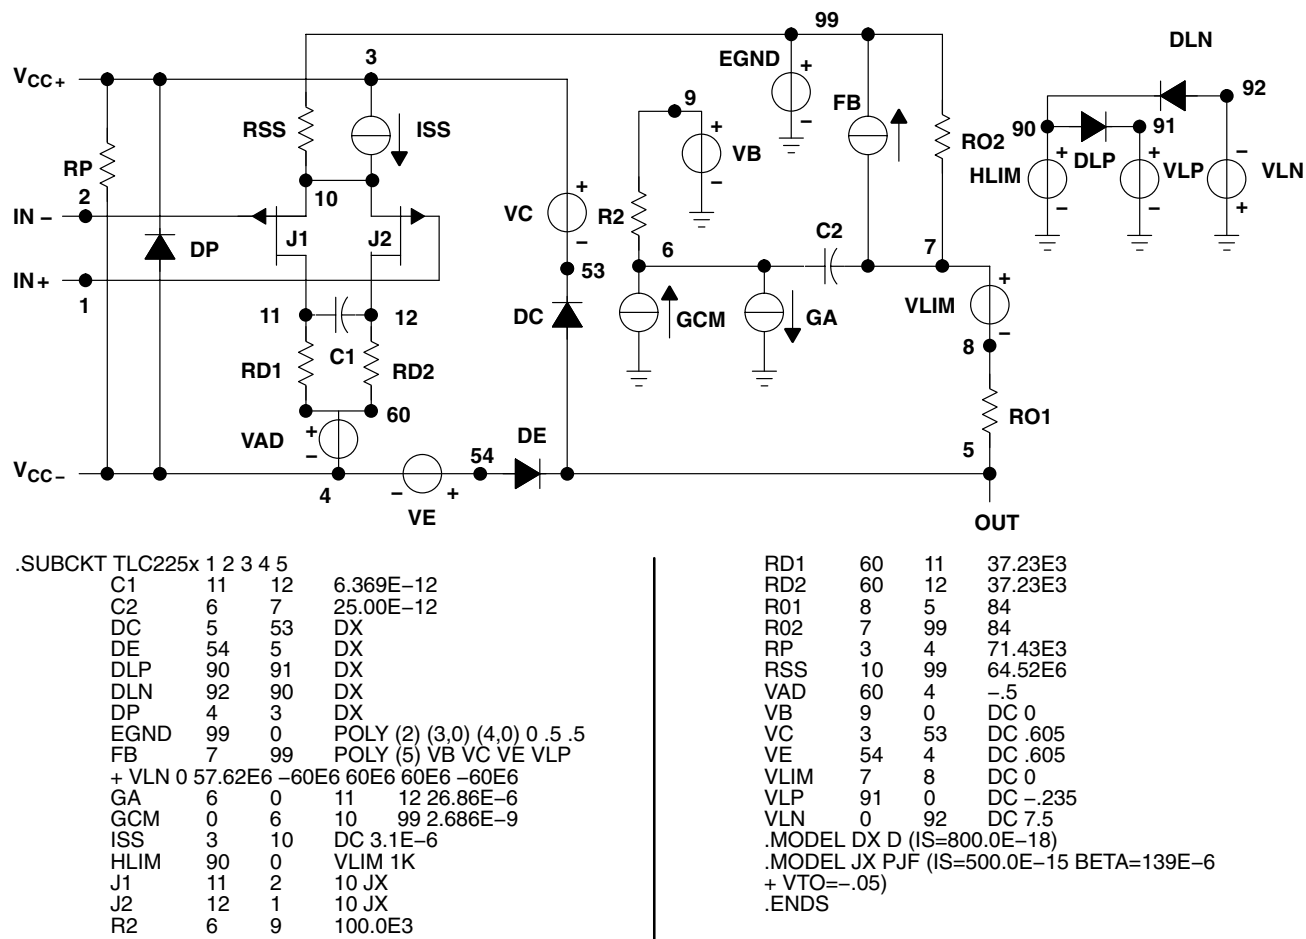 99
DLN
3
VCC+
EGND
+
92
9
FB
RSS
ISS
+
90
91
RP
VB
RO2
DLP
+
+
HLIM
VLP
VLN
2
10
+
IN −
VC
R2
C2
J1
J2
DP
6
7
IN+
53
1
VLIM
+
GCM
GA
11
12
DC
8
C1
RD1
RD2
RO1
60
VAD
+
DE
54
5
VCC−
4
−
+
VE
OUT
.SUBCKT TLC225x 1 2 3 4 5
C1 11 12 6.369E−12
C2 6 7 25.00E−12
DC 5 53 DX
DE 54 5 DX
DLP 90 91 DX
DLN 92 90 DX
DP 4 3 DX
EGND 99 0 POLY (2) (3,0) (4,0) 0 .5 .5
FB 7 99 POLY (5) VB VC VE VLP
+ VLN 0 57.62E6 −60E6 60E6 60E6 −60E6
GA 6 0 11 12 26.86E−6
GCM 0 6 10 99 2.686E−9
ISS 3 10 DC 3.1E−6
HLIM 90 0 VLIM 1K
J1 11 2 10 JX
J2 12 1 10 JX
R2 6 9 100.0E3
RD1 60 11 37.23E3
RD2 60 12 37.23E3
R01 8 5 84
R02 7 99 84
RP 3 4 71.43E3
RSS 10 99 64.52E6
VAD 60 4 −.5
VB 9 0 DC 0
VC 3 53 DC .605
VE 54 4 DC .605
VLIM 7 8 DC 0
VLP 91 0 DC −.235
VLN 0 92 DC 7.5
.MODEL DX D (IS=800.0E−18)
.MODEL JX PJF (IS=500.0E−15 BETA=139E−6
+ VTO=−.05)
.ENDS